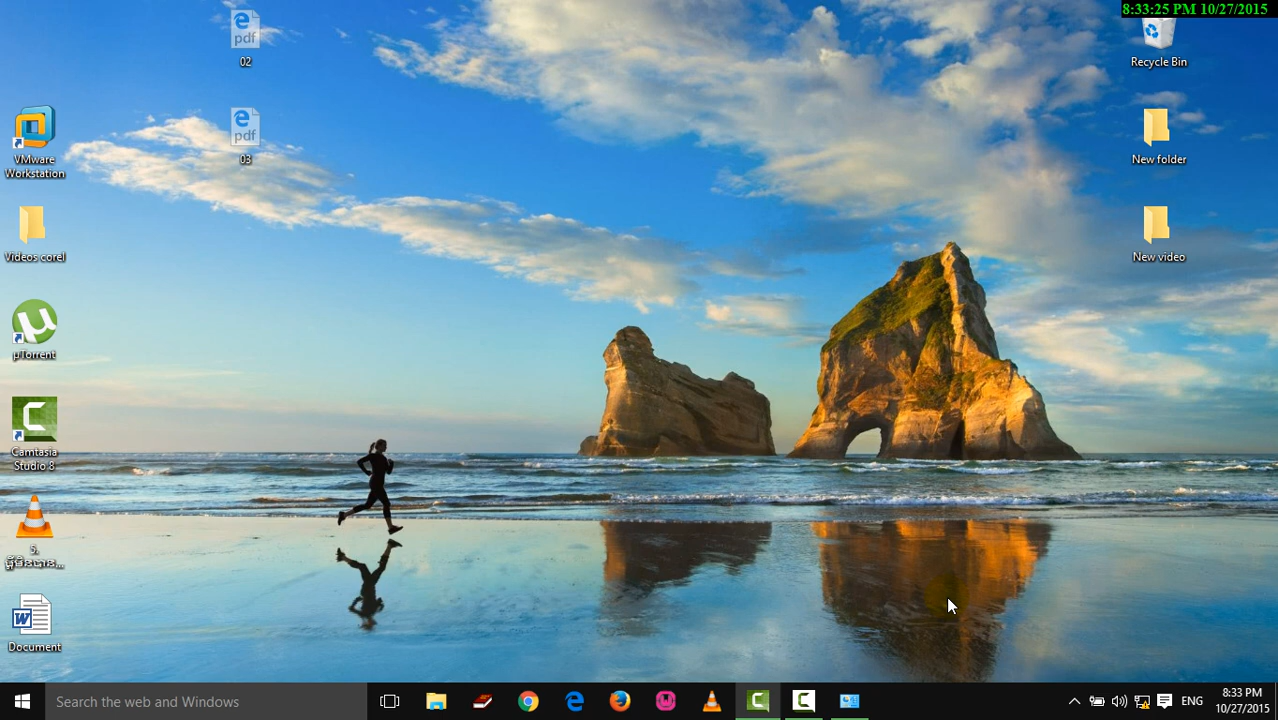 8:33:25 PM 10/27/2015
pdf
02
Recycle Bin
pdf
03
VMware
Workstation
New folder
Videos corel
New video
µTorrent
Camtasia
Studio 8
5.
Document
Search the web and Windows
ENG
8:33 PM
10/27/2015